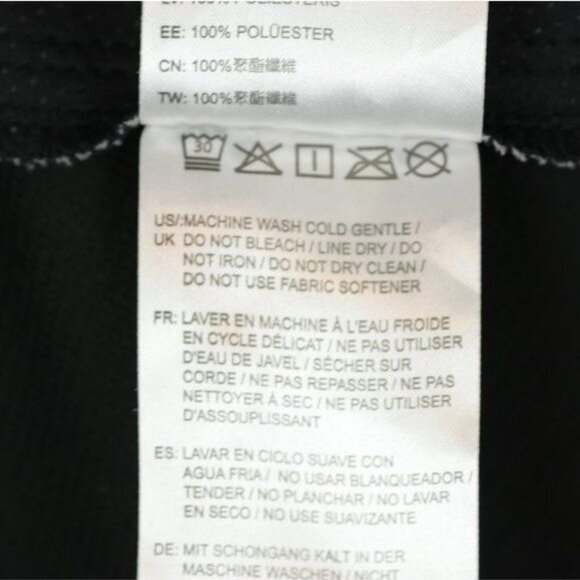 LV: 100% POLIESTERIS
EE: 100% POLÜESTER
CN: 100%聚酯纖維
TW: 100%聚酯纖維
30
US/:MACHINE WASH COLD GENTLE /
UK DO NOT BLEACH / LINE DRY / DO
NOT IRON / DO NOT DRY CLEAN /
DO NOT USE FABRIC SOFTENER
FR: LAVER EN MACHINE À L'EAU FROIDE
EN CYCLE DÉLICAT / NE PAS UTILISER
D'EAU DE JAVEL / SÉCHER SUR
CORDE / NE PAS REPASSER / NE PAS
NETTOYER À SEC / NE PAS UTILISER
D'ASSOUPLISSANT
ES: LAVAR EN CICLO SUAVE CON
AGUA FRIA / NO USAR BLANQUEADOR /
TENDER / NO PLANCHAR / NO LAVAR
EN SECO / NO USE SUAVIZANTE
DE: MIT SCHONGANG KALT IN DER
MASCHINE WASCHEN / NICHT